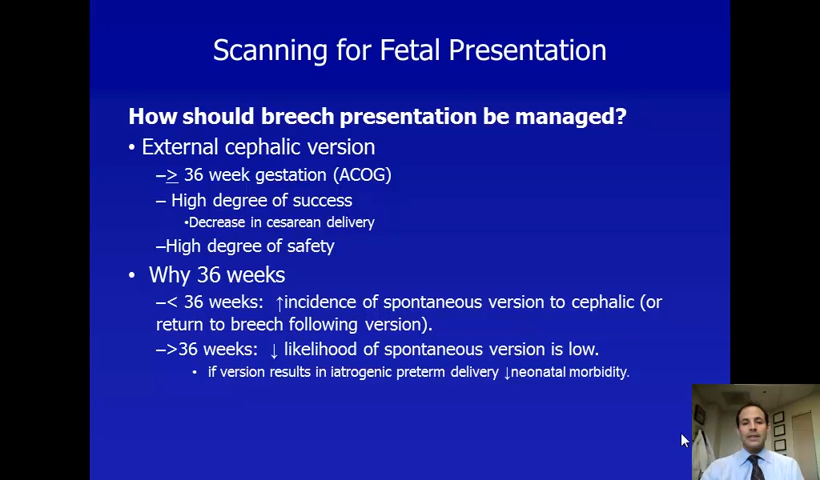 Scanning for Fetal Presentation
How should breech presentation be managed?
• External cephalic version
–≥ 36 week gestation (ACOG)
– High degree of success
•Decrease in cesarean delivery
–High degree of safety
• Why 36 weeks
–< 36 weeks: ↑incidence of spontaneous version to cephalic (or
return to breech following version).
–>36 weeks: ↓ likelihood of spontaneous version is low.
• if version results in iatrogenic preterm delivery ↓neonatal morbidity.